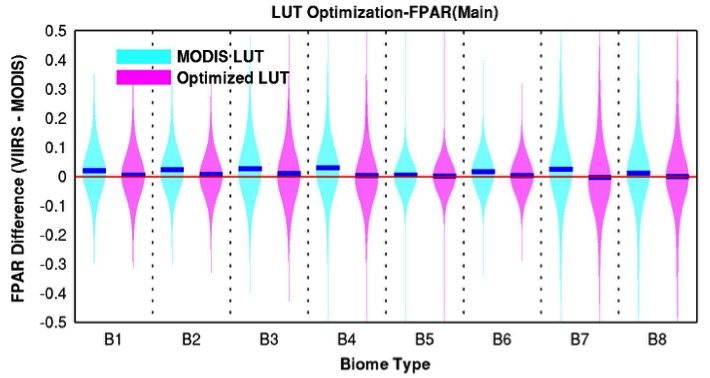 LUT Optimization-FPAR(Main)
MODIS LUT
Optimized LUT
FPAR Difference (VIIRS - MODIS)
0.5
0.4
0.3
0.2
0.1
0
-0.1
-0.2
-0.3
-0.4
-0.5
B1 B2 B3 B4 B5 B6 B7 B8
Biome Type